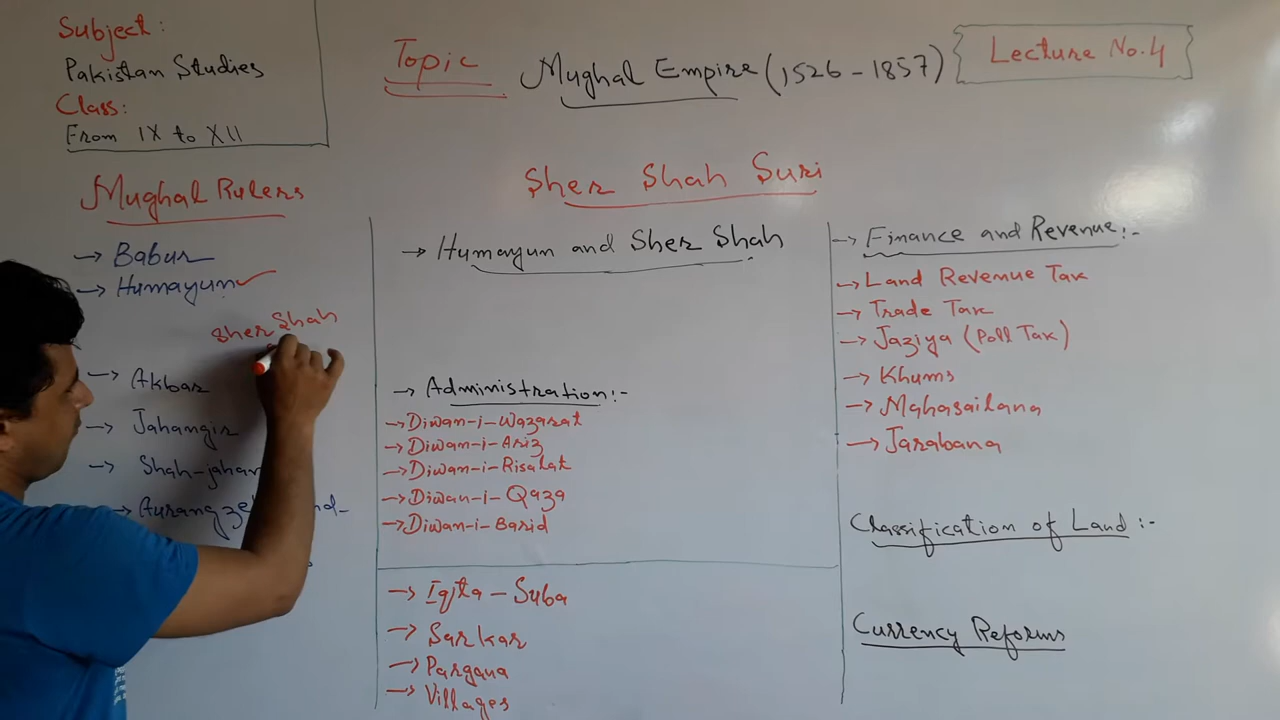 Subject:
Pakistan Studies
Class:
From IX to XII
Topic
Mughal Empire (1526 - 1857)
Lecture No. 4
Sher Shah Suri
Mughal Rulers
→ Babur
→ Humayun
Sher Shah
→ Akbar
→ Jahangir
→ Shah-jahan
→ Humayun and Sher Shah
→ Administration:-
→ Diwan-i-Wazarat
→ Diwan-i-Ariz
→ Diwan-i-Risalat
→ Diwan-i-Qaza
→ Diwan-i-Barid
→ Iqta - Suba
→ Sarkar
→ Pargana
→ Villages
→ Finance and Revenue:-
→ Land Revenue Tax
→ Trade Tax
→ Jaziya (Poll Tax)
→ Khums
→ Mahasailana
→ Jarabana
Classification of Land:-
Currency Reforms